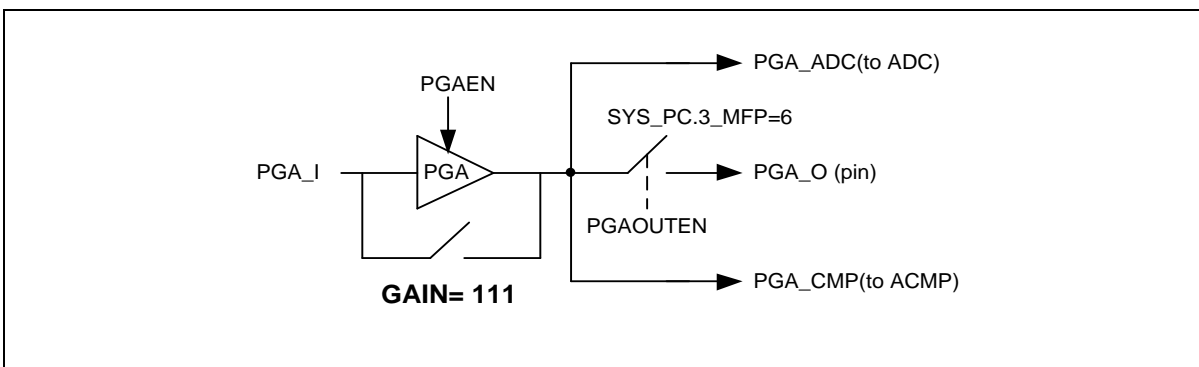 PGA_ADC(to ADC)
PGAEN
SYS_PC.3_MFP=6
PGA_I
PGA
PGA_O (pin)
PGAOUTEN
PGA_CMP(to ACMP)
GAIN= 111